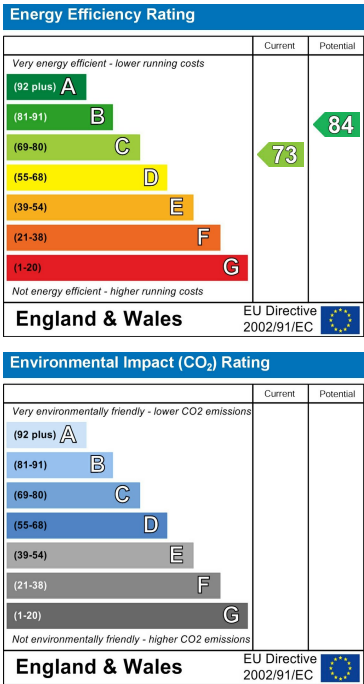 Energy Efficiency Rating
Current Potential
Very energy efficient - lower running costs
(92 plus) A
(81-91) B
(69-80) C
(55-68) D
(39-54) E
(21-38) F
(1-20) G
73
84
Not energy efficient - higher running costs
England & Wales
EU Directive
2002/91/EC
Environmental Impact (CO₂) Rating
Current Potential
Very environmentally friendly - lower CO2 emissions
(92 plus) A
(81-91) B
(69-80) C
(55-68) D
(39-54) E
(21-38) F
(1-20) G
Not environmentally friendly - higher CO2 emissions
England & Wales
EU Directive
2002/91/EC